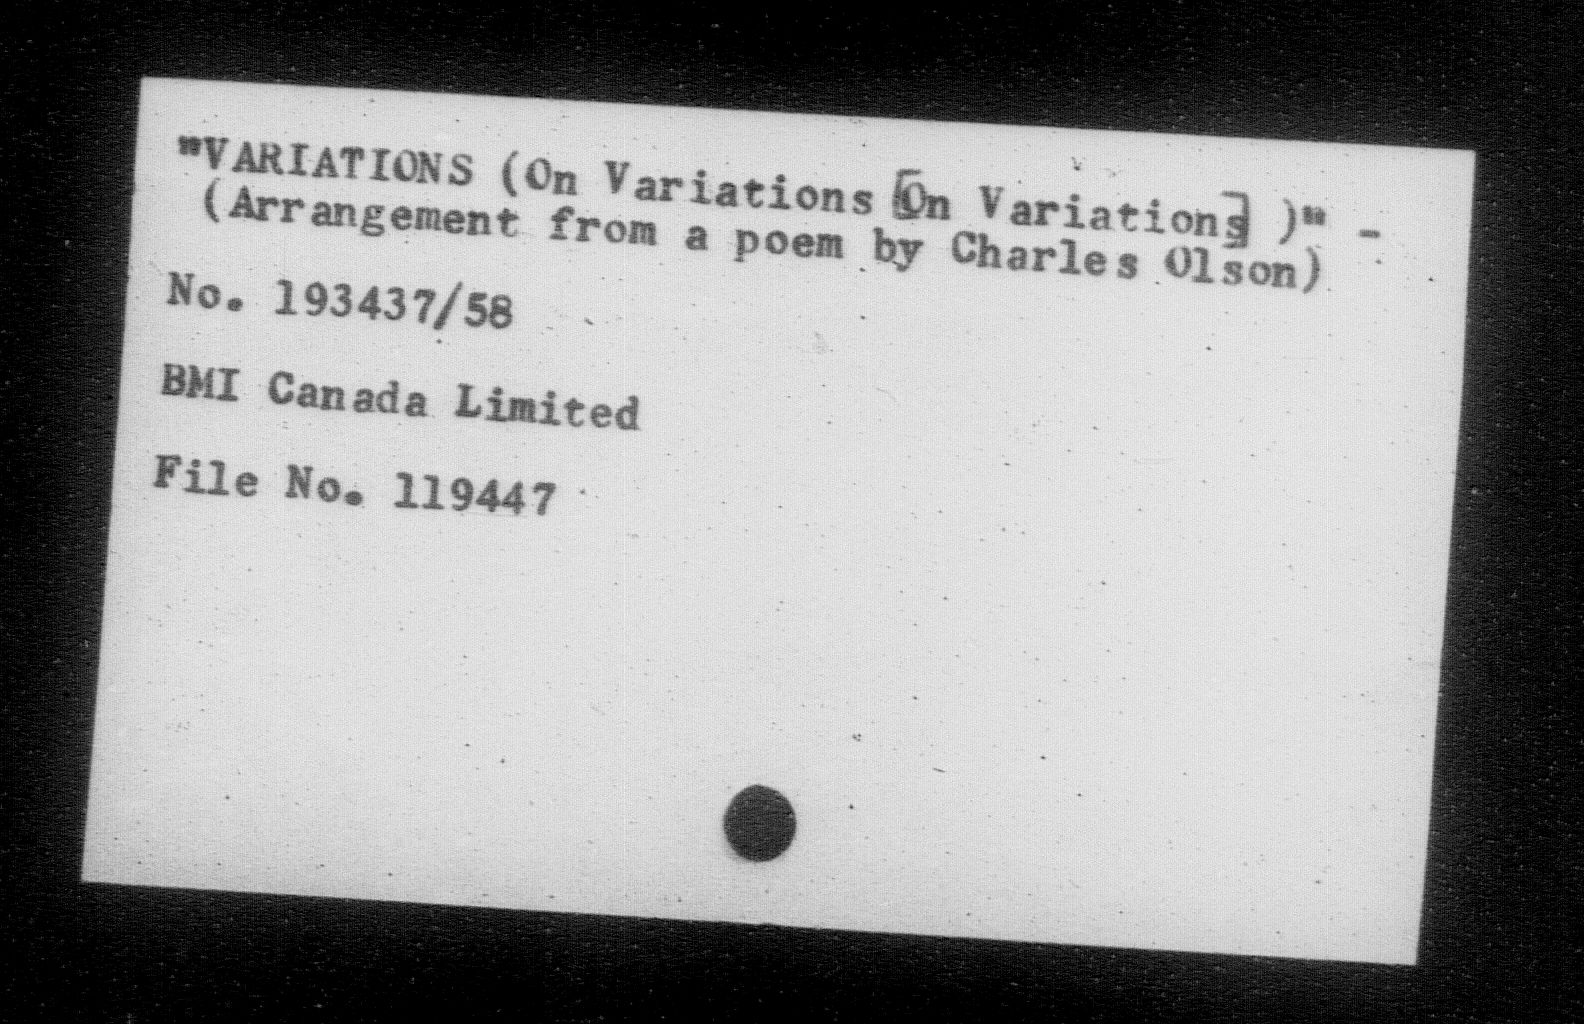 "VARIATIONS (On Variations [On Variations] )" -
(Arrangement from a poem by Charles Olson)
No. 193437/58
BMI Canada Limited
File No. 119447